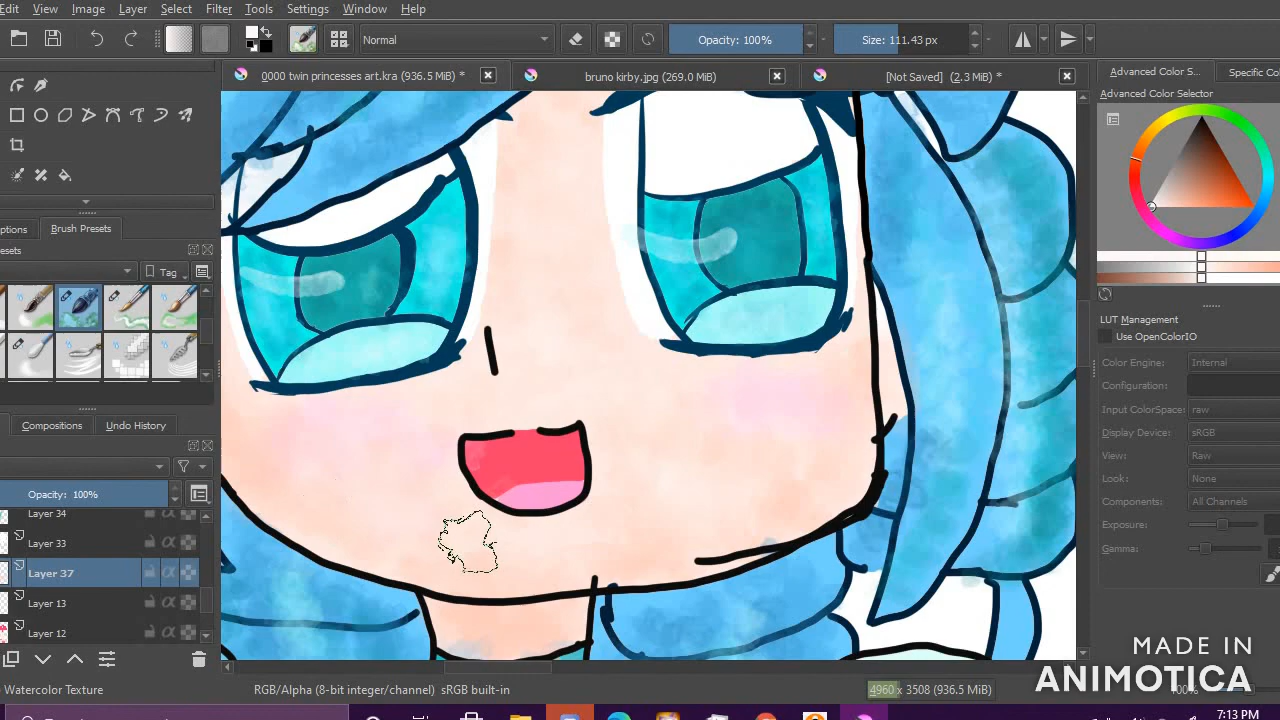 Edit View Image Layer Select Filter Tools Settings Window Help
Normal Opacity: 100% Size: 111.43 px
0000 twin princesses art.kra (936.5 MiB) * bruno kirby.jpg (269.0 MiB) [Not Saved] (2.3 MiB) *
Advanced Color S... Specific Co
Advanced Color Selector
ptions Brush Presets
ets
Tag
LUT Management
Use OpenColorIO
Color Engine: Internal
Configuration:
Input ColorSpace: raw
Display Device: sRGB
View: Raw
Look: None
Components: All Channels
Exposure:
Gamma:
Compositions Undo History
Opacity: 100%
Layer 34
Layer 33
Layer 37
Layer 13
Layer 12
Watercolor Texture
RGB/Alpha (8-bit integer/channel) sRGB built-in
4960 x 3508 (936.5 MiB)
100%
MADE IN
ANIMOTICA
7:13 PM